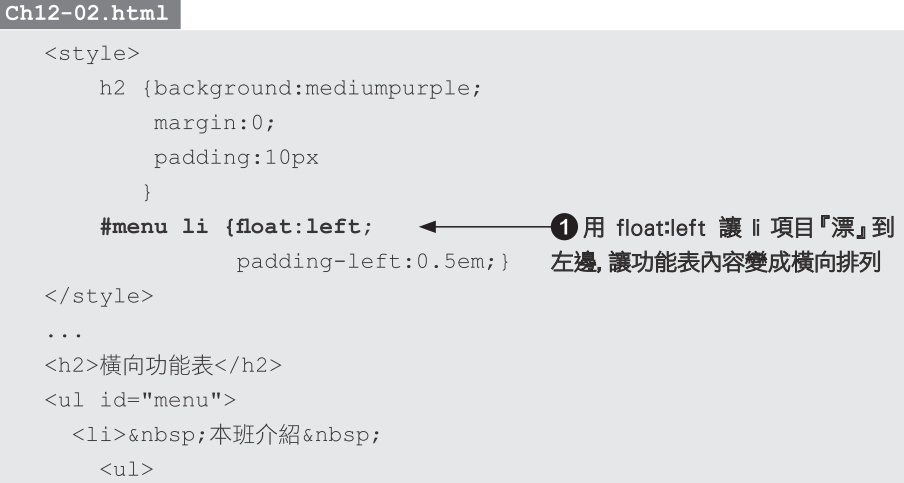 Ch12-02.html
<style>
h2 {background:mediumpurple;
margin:0;
padding:10px
}
#menu li {float:left;
❶用 float:left 讓 li 項目『漂』到
padding-left:0.5em;}
左邊, 讓功能表內容變成橫向排列
</style>
...
<h2>橫向功能表</h2>
<ul id="menu">
<li>&nbsp;本班介紹&nbsp;
<ul>